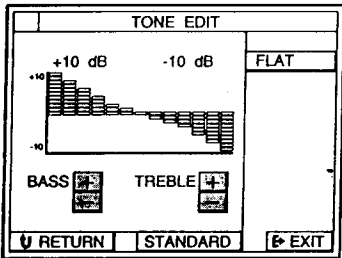 TONE EDIT
+10 dB -10 dB FLAT
+10
-10
BASS + TREBLE +
- -
RETURN STANDARD EXIT